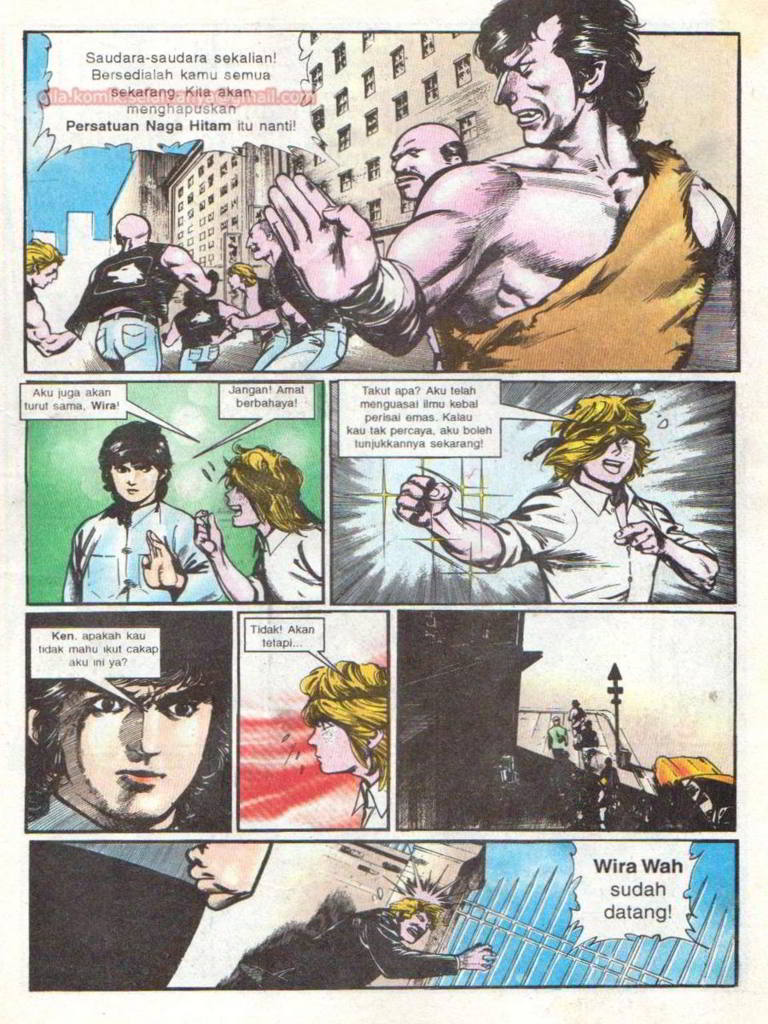 Saudara-saudara sekalian!
Bersedialah kamu semua
sekarang. Kita akan
menghapuskan
Persatuan Naga Hitam itu nanti!
Aku juga akan
turut sama, Wira!
Jangan! Amat
berbahaya!
Takut apa? Aku telah
menguasai ilmu kebal
perisai emas. Kalau
kau tak percaya, aku boleh
tunjukkannya sekarang!
Ken, apakah kau
tidak mahu ikut cakap
aku ini ya?
Tidak! Akan
tetapi...
Wira Wah
sudah
datang!